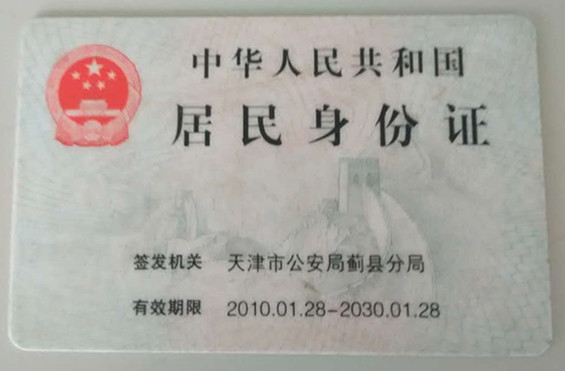 中华人民共和国
居民身份证
签发机关 天津市公安局蓟县分局
有效期限 2010.01.28-2030.01.28